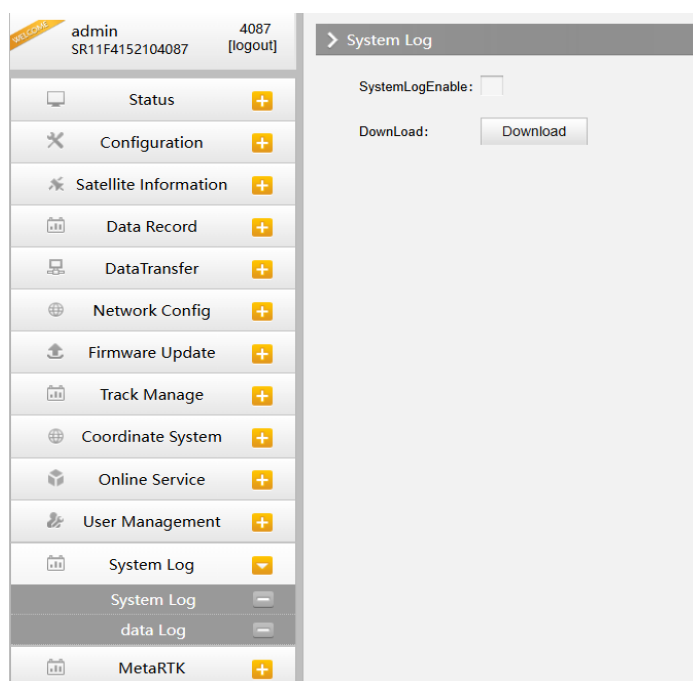 WELCOME
admin
4087
SR11F4152104087
[logout]
Status
Configuration
Satellite Information
Data Record
DataTransfer
Network Config
Firmware Update
Track Manage
Coordinate System
Online Service
User Management
System Log
System Log
data Log
MetaRTK
System Log
SystemLogEnable:
DownLoad:
Download